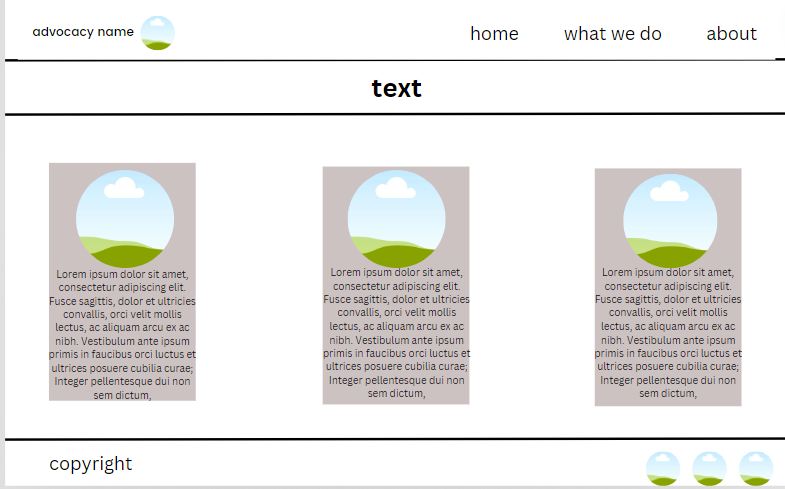 advocacy name
home what we do about
text
Lorem ipsum dolor sit amet,
consectetur adipiscing elit.
Fusce sagittis, dolor et ultricies
convallis, orci velit mollis
lectus, ac aliquam arcu ex ac
nibh. Vestibulum ante ipsum
primis in faucibus orci luctus et
ultrices posuere cubilia curae;
Integer pellentesque dui non
sem dictum,
Lorem ipsum dolor sit amet,
consectetur adipiscing elit.
Fusce sagittis, dolor et ultricies
convallis, orci velit mollis
lectus, ac aliquam arcu ex ac
nibh. Vestibulum ante ipsum
primis in faucibus orci luctus et
ultrices posuere cubilia curae;
Integer pellentesque dui non
sem dictum,
Lorem ipsum dolor sit amet,
consectetur adipiscing elit.
Fusce sagittis, dolor et ultricies
convallis, orci velit mollis
lectus, ac aliquam arcu ex ac
nibh. Vestibulum ante ipsum
primis in faucibus orci luctus et
ultrices posuere cubilia curae;
Integer pellentesque dui non
sem dictum,
copyright